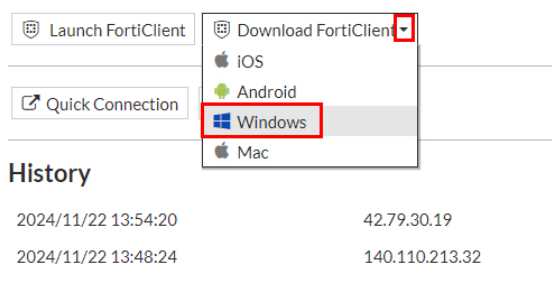 Launch FortiClient Download FortiClient
iOS
Android
Quick Connection
Windows
Mac
History
2024/11/22 13:54:20 42.79.30.19
2024/11/22 13:48:24 140.110.213.32